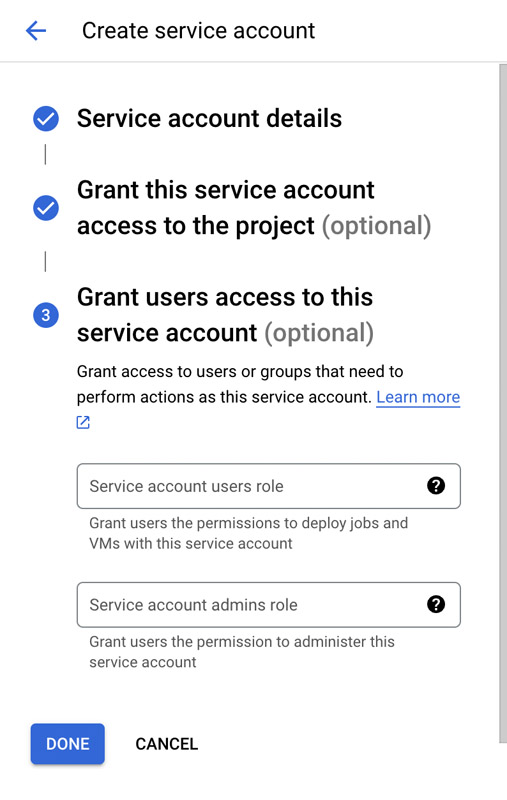 Create service account
Service account details
Grant this service account
access to the project (optional)
3
Grant users access to this
service account (optional)
Grant access to users or groups that need to
perform actions as this service account. Learn more
Service account users role
?
Grant users the permissions to deploy jobs and
VMs with this service account
Service account admins role
?
Grant users the permission to administer this
service account
DONE CANCEL